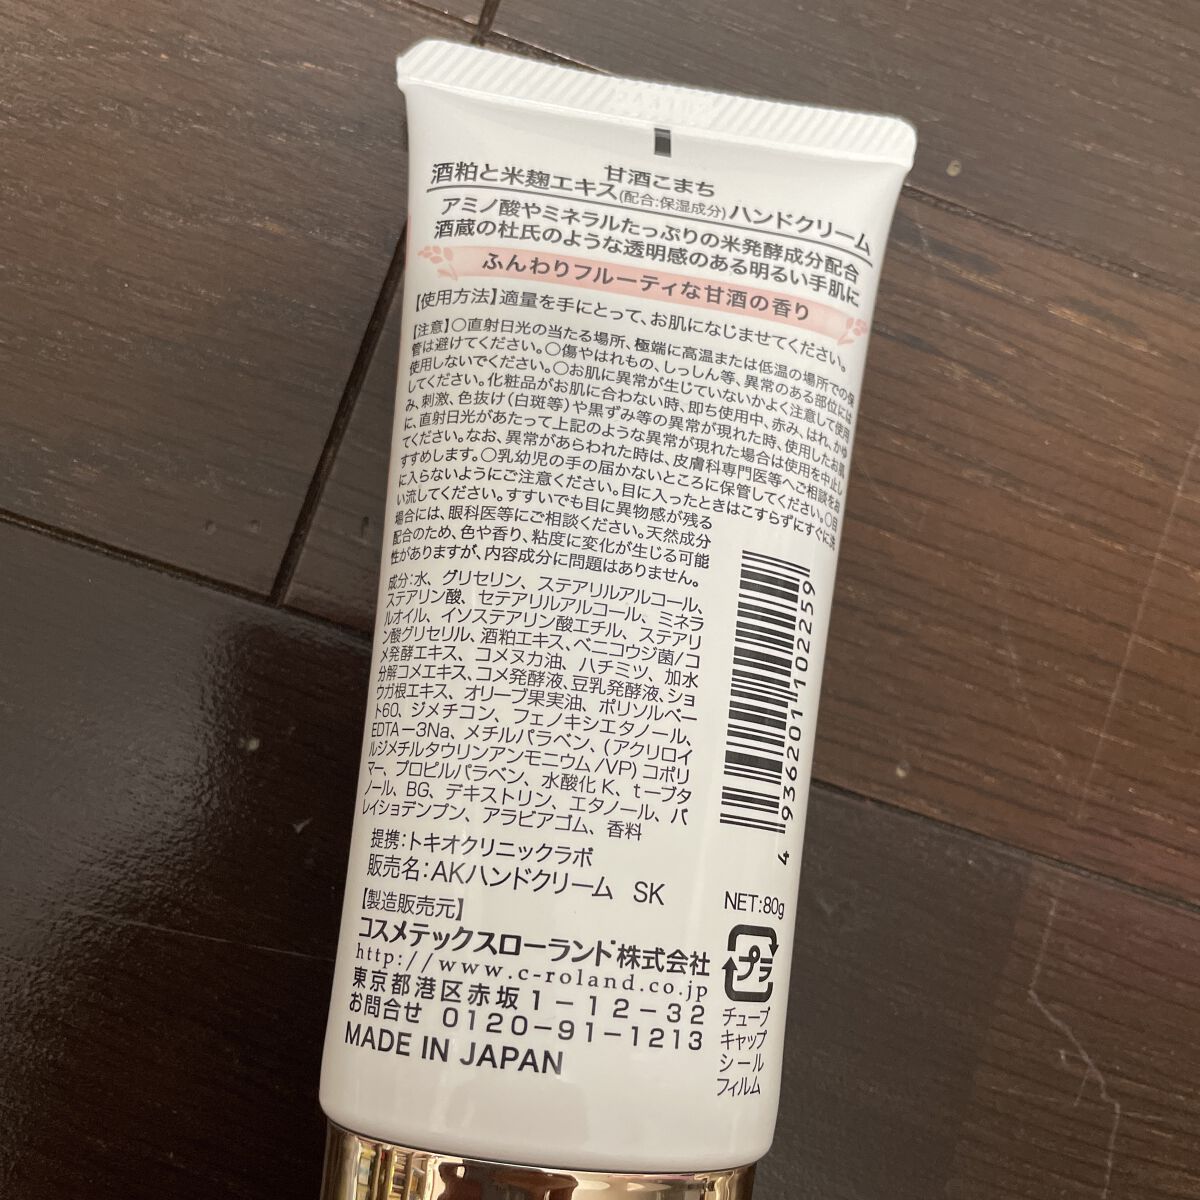 甘酒こまち
酒粕と米麹エキス(配合:保湿成分)ハンドクリーム
アミノ酸やミネラルたっぷりの米発酵成分配合
酒蔵の杜氏のような透明感のある明るい手肌に
ふんわりフルーティな甘酒の香り
【使用方法】適量を手にとって、お肌になじませてください。
【注意】○直射日光の当たる場所、極端に高温または低温の場所での保
管は避けてください。○傷やはれもの、しっしん等、異常のある部位には
使用しないでください。○お肌に異常が生じていないかよく注意して使用
してください。化粧品がお肌に合わない時、即ち使用中、赤み、はれ、かゆ
み、刺激、色抜け(白斑等)や黒ずみ等の異常が現れた時、使用したお肌
に、直射日光があたって上記のような異常が現れた場合は使用を中止し
てください。なお、異常があらわれた時は、皮膚科専門医等へご相談をお
すすめします。○乳幼児の手の届かないところに保管してください。○目
に入らないようにご注意ください。目に入ったときはこすらずにすぐに洗
い流してください。すすいでも目に異物感が残る
場合には、眼科医等にご相談ください。天然成分
配合のため、色や香り、粘度に変化が生じる可能
性がありますが、内容成分に問題はありません。
成分:水、グリセリン、ステアリルアルコール、
ステアリン酸、セテアリルアルコール、ミネラ
ルオイル、イソステアリン酸エチル、ステアリ
ン酸グリセリル、酒粕エキス、ベニコウジ菌/コ
メ発酵エキス、コメヌカ油、ハチミツ、加水
分解コメエキス、コメ発酵液、豆乳発酵液、ショ
ウガ根エキス、オリーブ果実油、ポリソルベー
ト60、ジメチコン、フェノキシエタノール、
EDTA-3Na、メチルパラベン、(アクリロイ
ルジメチルタウリンアンモニウム/VP)コポリ
マー、プロピルパラベン、水酸化K、t-ブタ
ノール、BG、デキストリン、エタノール、バ
レイショデンプン、アラビアゴム、香料
提携:トキオクリニックラボ
販売名:AKハンドクリーム SK
【製造販売元】
コスメテックスローランド株式会社
http://www.c-roland.co.jp
東京都港区赤坂1-12-32
お問合せ 0120-91-1213
MADE IN JAPAN
4 936201 102259
NET:80g
プラ
チューブ
キャップ
シール
フィルム